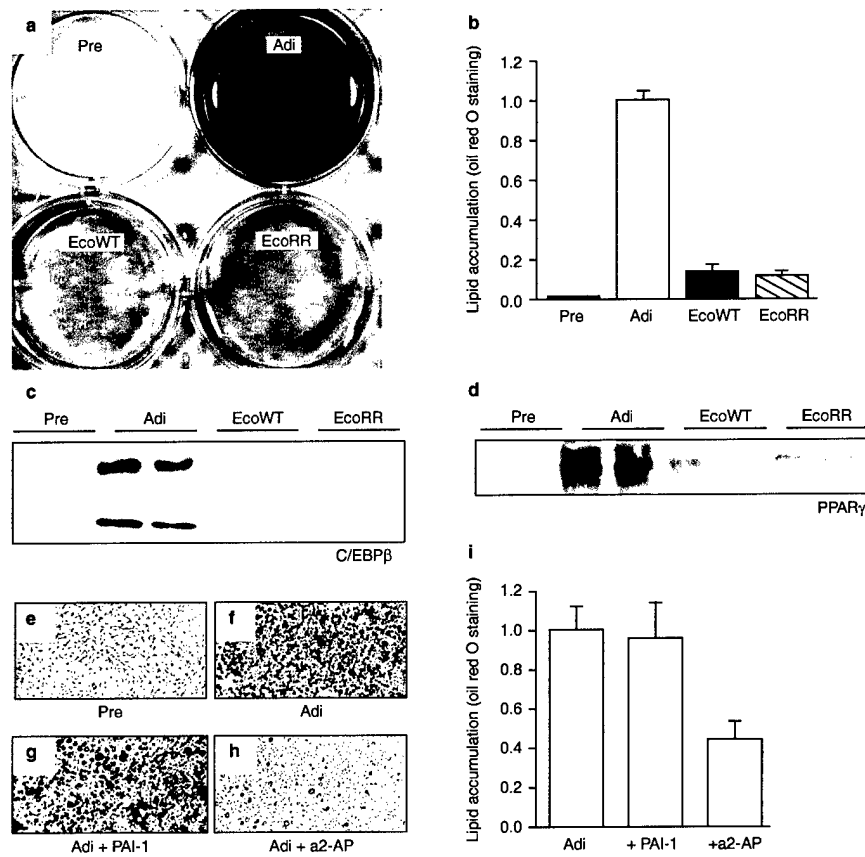 a
Pre
Adi
EcoWT
EcoRR
b
Lipid accumulation (oil red O staining)
1.2
1.0
0.8
0.6
0.4
0.2
0.0
Pre Adi EcoWT EcoRR
c
Pre Adi EcoWT EcoRR
C/EBPβ
d
Pre Adi EcoWT EcoRR
PPARγ
e
Pre
f
Adi
g
Adi + PAI-1
h
Adi + a2-AP
i
Lipid accumulation (oil red O staining)
1.2
1.0
0.8
0.6
0.4
0.2
0.0
Adi + PAI-1 +a2-AP